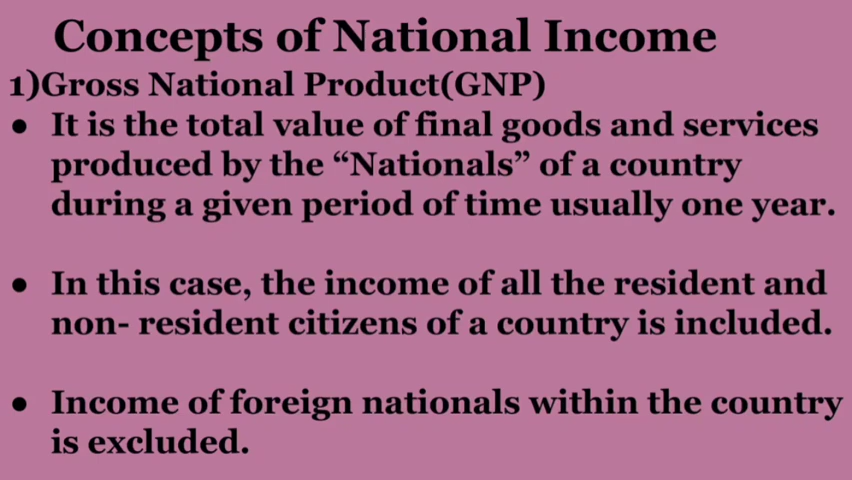 Concepts of National Income
1)Gross National Product(GNP)
● It is the total value of final goods and services
produced by the “Nationals” of a country
during a given period of time usually one year.
● In this case, the income of all the resident and
non- resident citizens of a country is included.
● Income of foreign nationals within the country
is excluded.